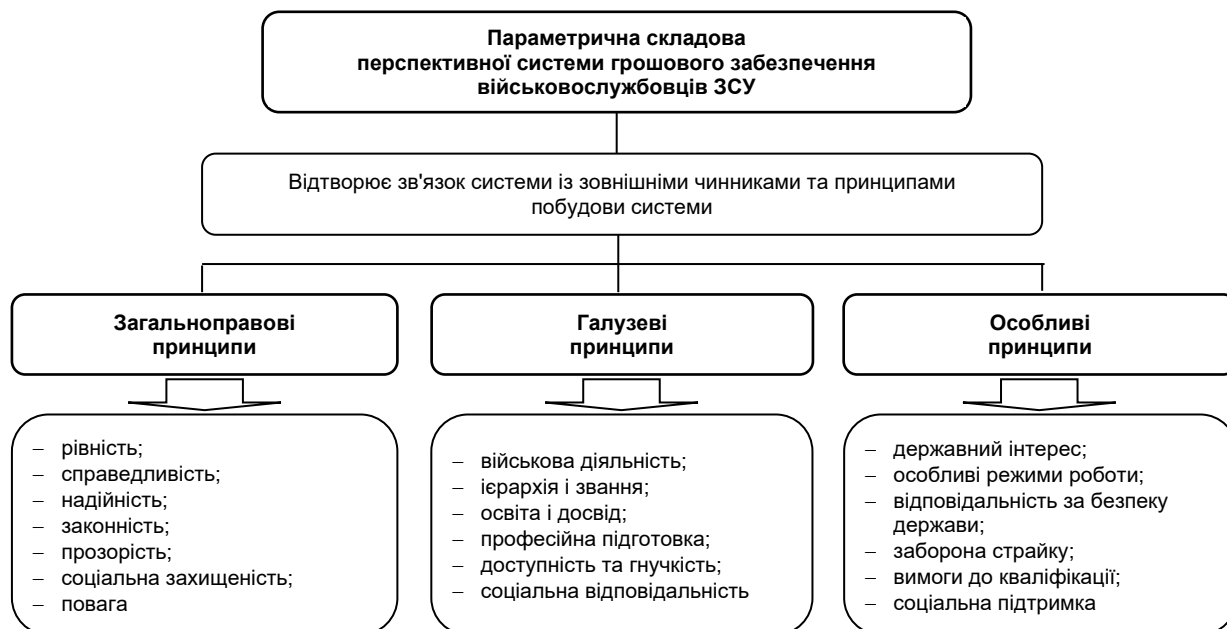 Параметрична складова
перспективної системи грошового забезпечення
військовослужбовців ЗСУ
Відтворює зв'язок системи із зовнішніми чинниками та принципами
побудови системи
Загальноправові
принципи
– рівність;
– справедливість;
– надійність;
– законність;
– прозорість;
– соціальна захищеність;
– повага
Галузеві
принципи
– військова діяльність;
– ієрархія і звання;
– освіта і досвід;
– професійна підготовка;
– доступність та гнучкість;
– соціальна відповідальність
Особливі
принципи
– державний інтерес;
– особливі режими роботи;
– відповідальність за безпеку
держави;
– заборона страйку;
– вимоги до кваліфікації;
– соціальна підтримка